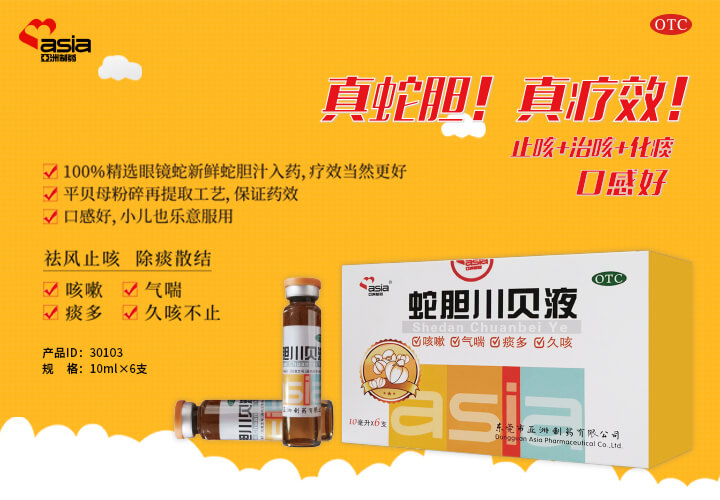 asia
亞洲制药
OTC
真蛇胆！真疗效！
止咳+治咳+化痰
口感好
100%精选眼镜蛇新鲜蛇胆汁入药,疗效当然更好
平贝母粉碎再提取工艺,保证药效
口感好,小儿也乐意服用
祛风止咳 除痰散结
咳嗽 气喘
痰多 久咳不止
产品ID：30103
规 格：10ml×6支
胆川贝液
asia
asia
亞洲制药
OTC
蛇胆川贝液
Shedan Chuanbei Ye
咳嗽 气喘 痰多 久咳
10毫升×6支
asia
东莞市亚洲制药有限公司
Dongguan Asia Pharmaceutical Co.,Ltd.